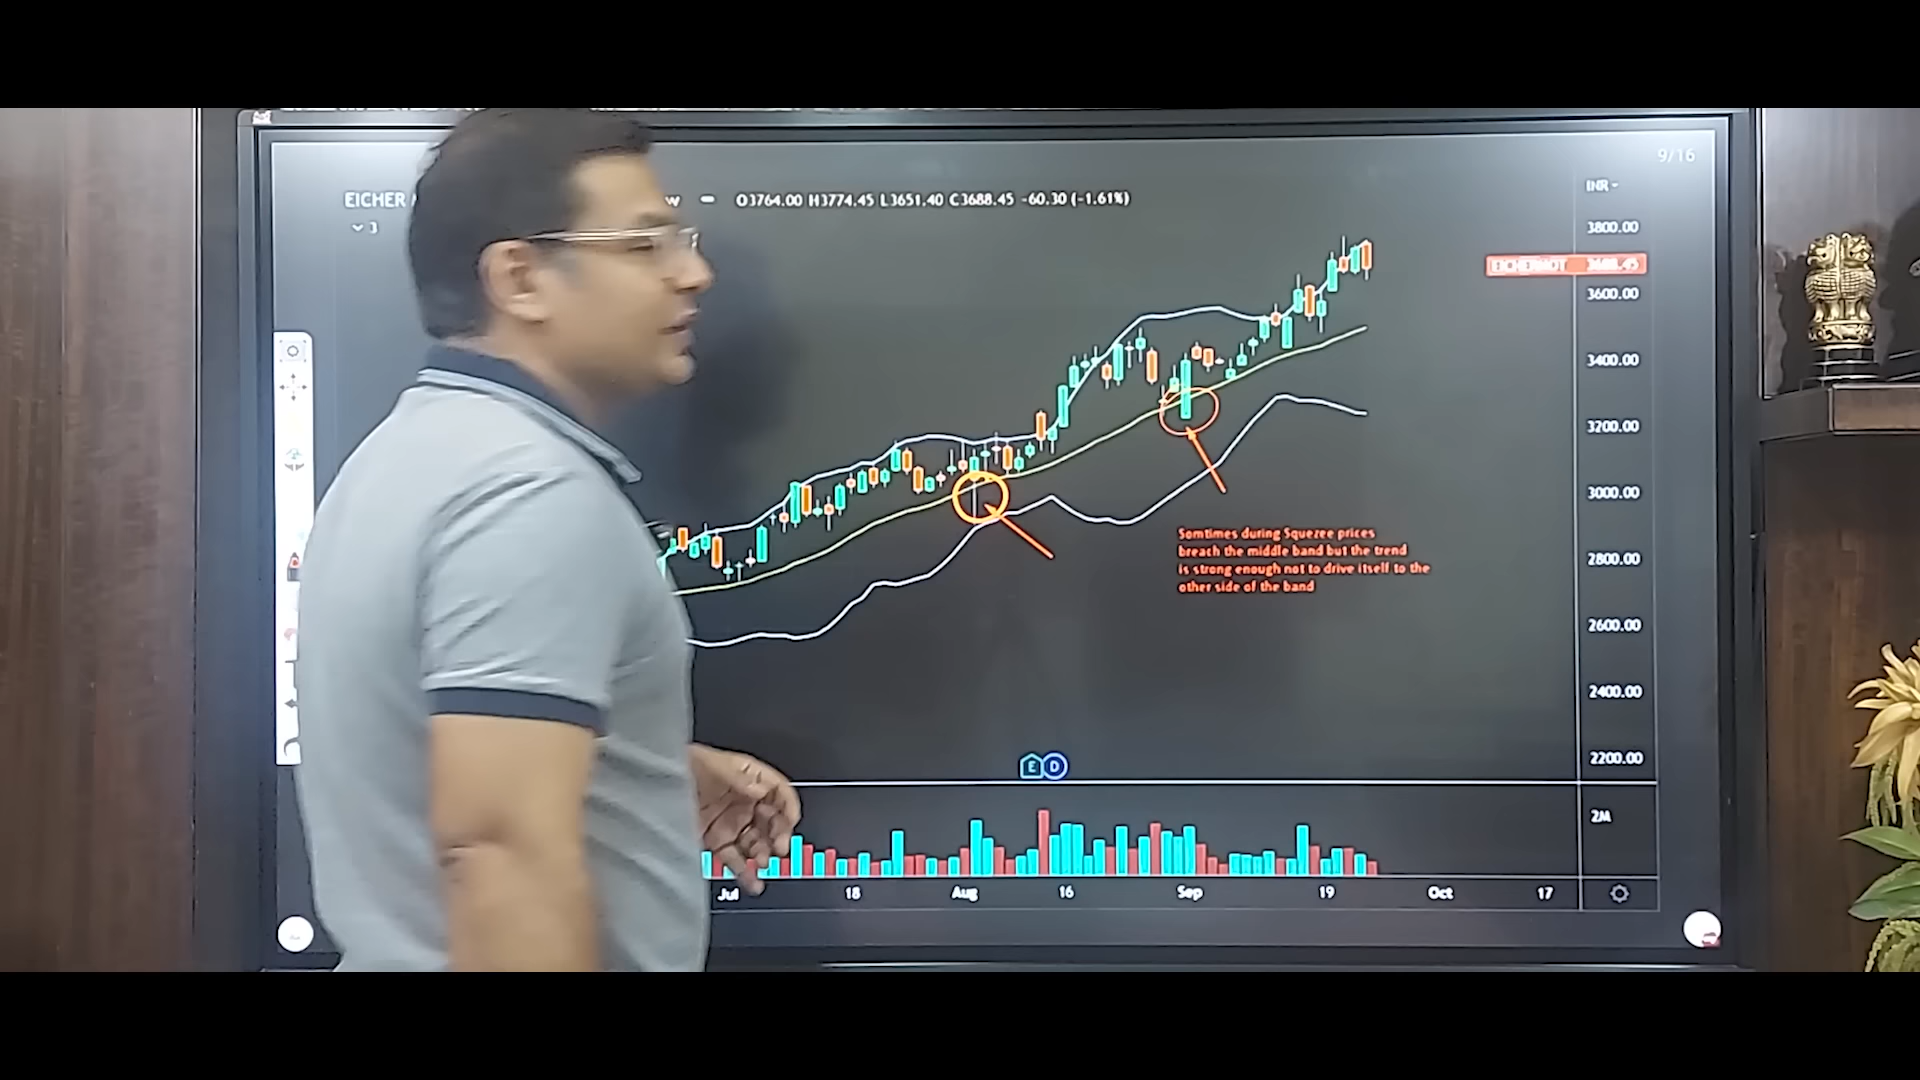 9/16
INR
EICHER
O3764.00 H3774.45 L3651.40 C3688.45 -60.30 (-1.61%)
3
3800.00
EICHERMOT 3688.45
3600.00
3400.00
3200.00
3000.00
Somtimes during Squezee prices
breach the middle band but the trend
is strong enough not to drive itself to the
other side of the band
2800.00
2600.00
2400.00
2200.00
E D
2M
Jul 18 Aug 16 Sep 19 Oct 17